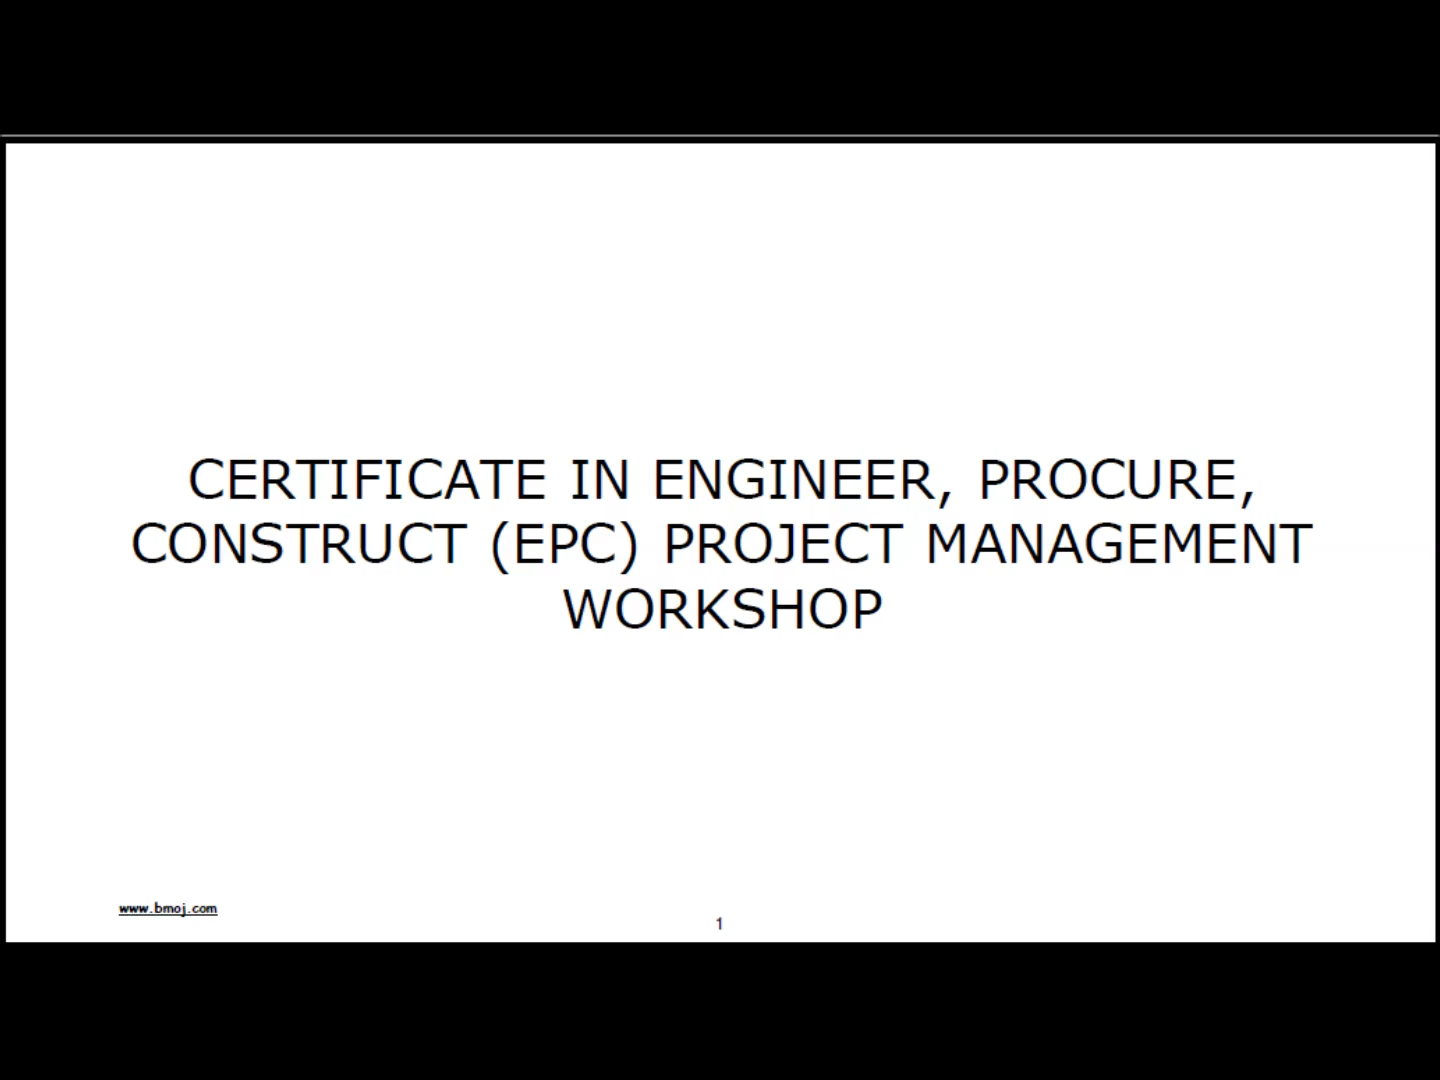 CERTIFICATE IN ENGINEER, PROCURE,
CONSTRUCT (EPC) PROJECT MANAGEMENT
WORKSHOP
www.bmoj.com
1